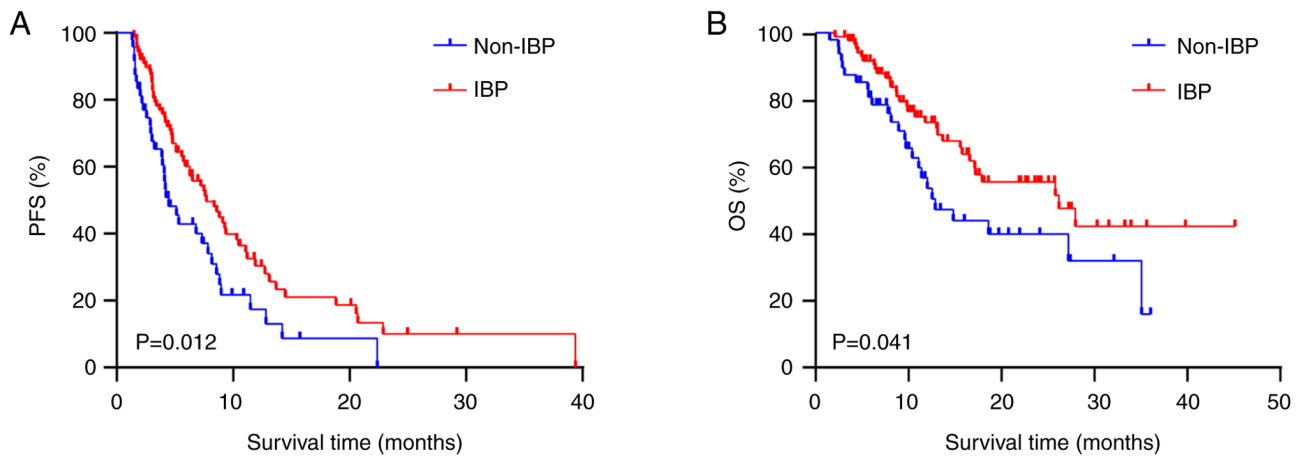 A
PFS (%)
100
80
60
40
20
0
Non-IBP
IBP
P=0.012
0 10 20 30 40
Survival time (months)
B
OS (%)
100
80
60
40
20
0
Non-IBP
IBP
P=0.041
0 10 20 30 40 50
Survival time (months)